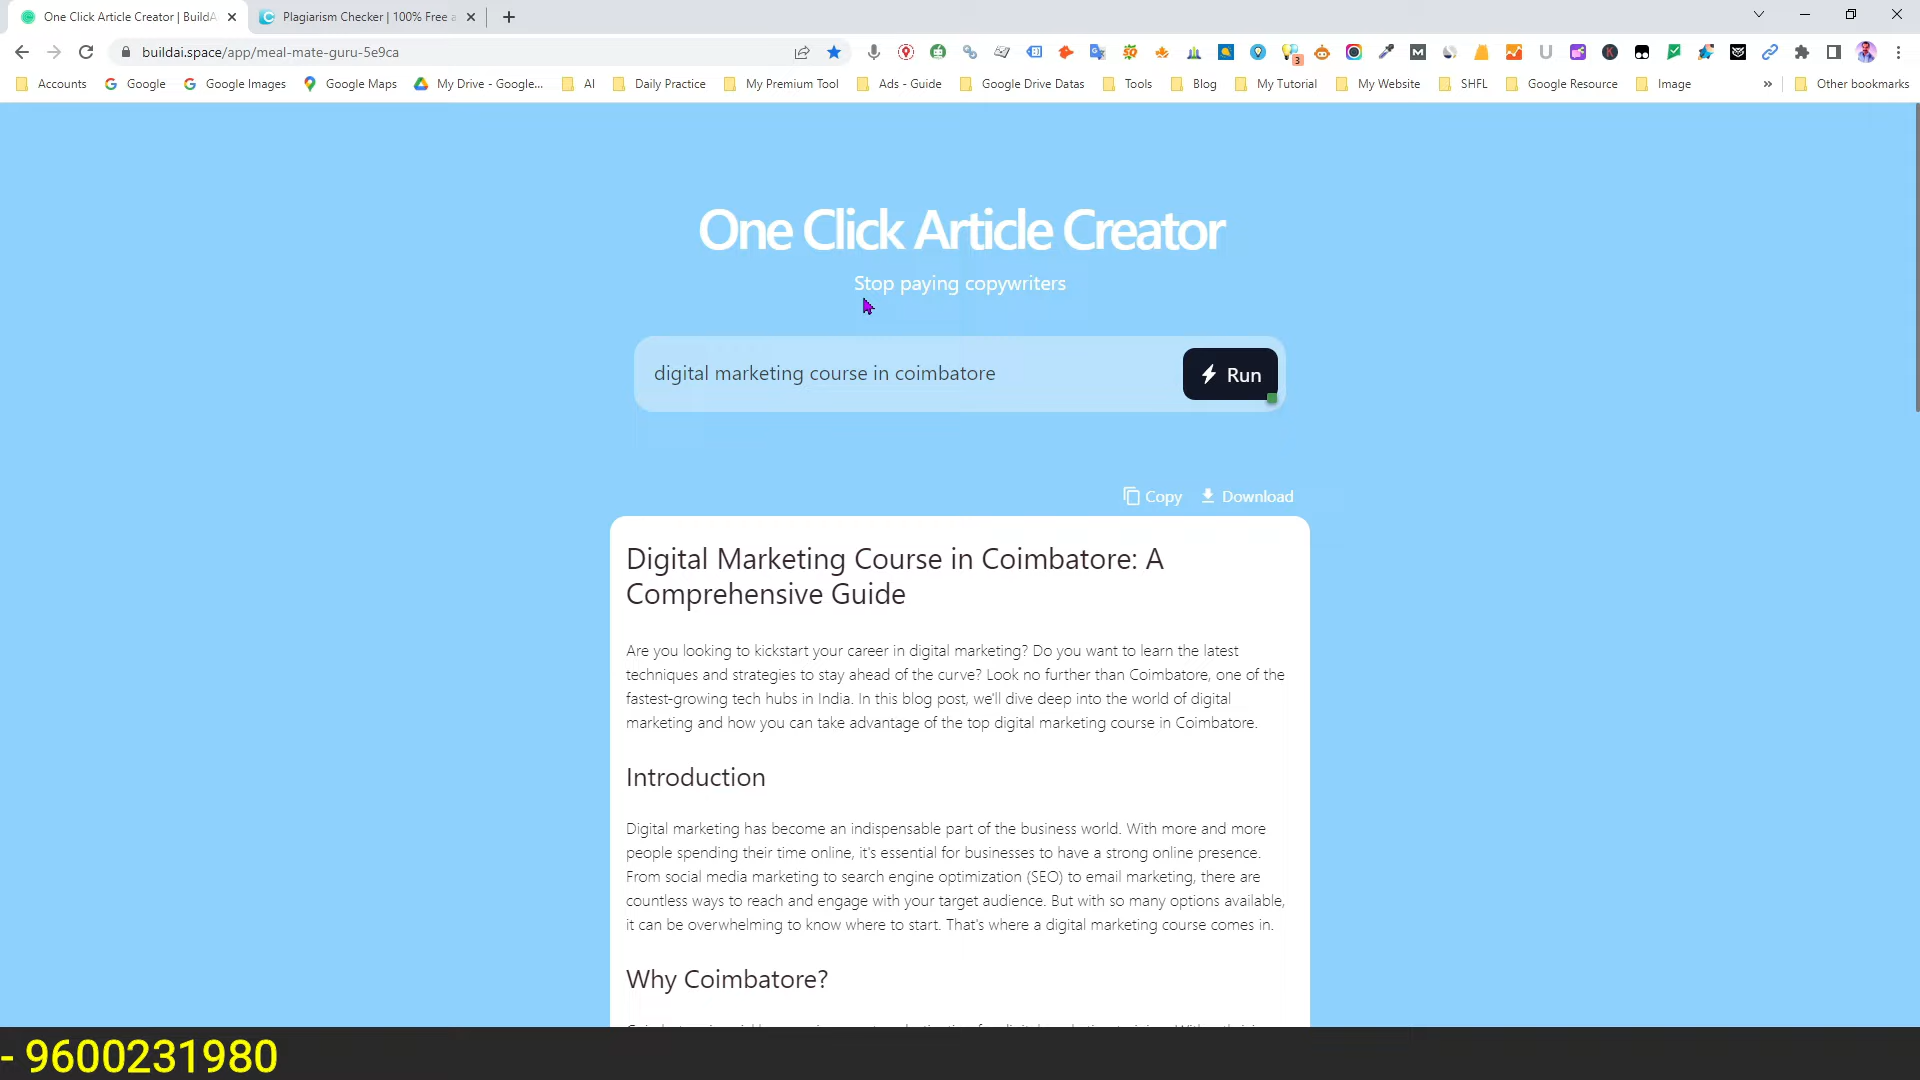 One Click Article Creator | BuildA
Plagiarism Checker | 100% Free a
buildai.space/app/meal-mate-guru-5e9ca
3
Accounts
Google
Google Images
Google Maps
My Drive - Google...
AI
Daily Practice
My Premium Tool
Ads - Guide
Google Drive Datas
Tools
Blog
My Tutorial
My Website
SHFL
Google Resource
Image
Other bookmarks
One Click Article Creator
Stop paying copywriters
digital marketing course in coimbatore
Run
Copy
Download
Digital Marketing Course in Coimbatore: A
Comprehensive Guide
Are you looking to kickstart your career in digital marketing? Do you want to learn the latest
techniques and strategies to stay ahead of the curve? Look no further than Coimbatore, one of the
fastest-growing tech hubs in India. In this blog post, we'll dive deep into the world of digital
marketing and how you can take advantage of the top digital marketing course in Coimbatore.
Introduction
Digital marketing has become an indispensable part of the business world. With more and more
people spending their time online, it's essential for businesses to have a strong online presence.
From social media marketing to search engine optimization (SEO) to email marketing, there are
countless ways to reach and engage with your target audience. But with so many options available,
it can be overwhelming to know where to start. That's where a digital marketing course comes in.
Why Coimbatore?
- 9600231980